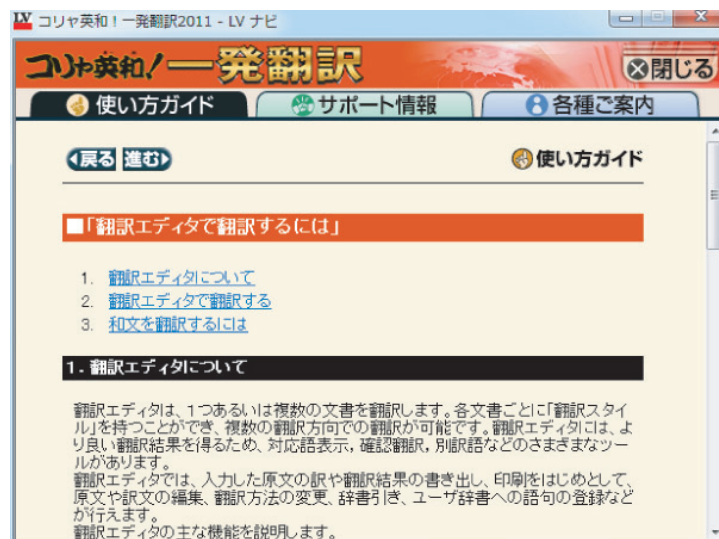 LV コリャ英和！一発翻訳2011 - LV ナビ
コリャ英和！一発翻訳
閉じる
使い方ガイド
サポート情報
各種ご案内
戻る 進む
使い方ガイド
■「翻訳エディタで翻訳するには」
1. 翻訳エディタについて
2. 翻訳エディタで翻訳する
3. 和文を翻訳するには
1. 翻訳エディタについて
翻訳エディタは、1つあるいは複数の文書を翻訳します。各文書ごとに「翻訳スタイ
ル」を持つことができ、複数の翻訳方向での翻訳が可能です。翻訳エディタには、よ
り良い翻訳結果を得るため、対応語表示，確認翻訳，別訳語などのさまざまなツー
ルがあります。
翻訳エディタでは、入力した原文の訳や翻訳結果の書き出し、印刷をはじめとして、
原文や訳文の編集、翻訳方法の変更、辞書引き、ユーザ辞書への語句の登録など
が行えます。
翻訳エディタの主な機能を説明します。